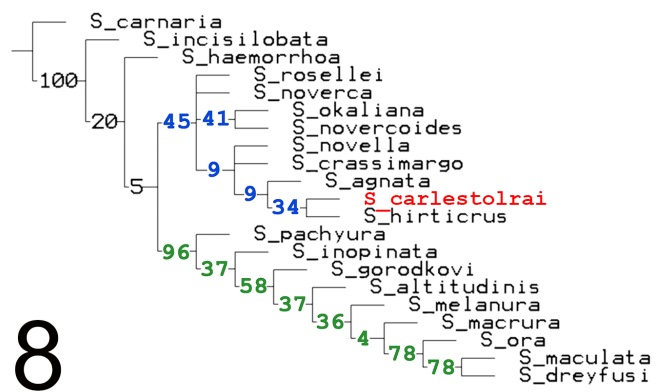 S_carnaria
S_incisilobata
S_haemorrhoa
S_rosellei
100
S_noverca
S_okaliana
20 45 41
S_novercoides
S_novella
S_crassimargo
9
S_agnata
5
9
S_carlestolrai
34
S_hirticrus
S_pachyura
96
S_inopinata
37
S_gorodkovi
58
S_altitudinis
37
S_melanura
36
S_macrura
4
S_ora
78
S_maculata
78
S_dreyfusi
8